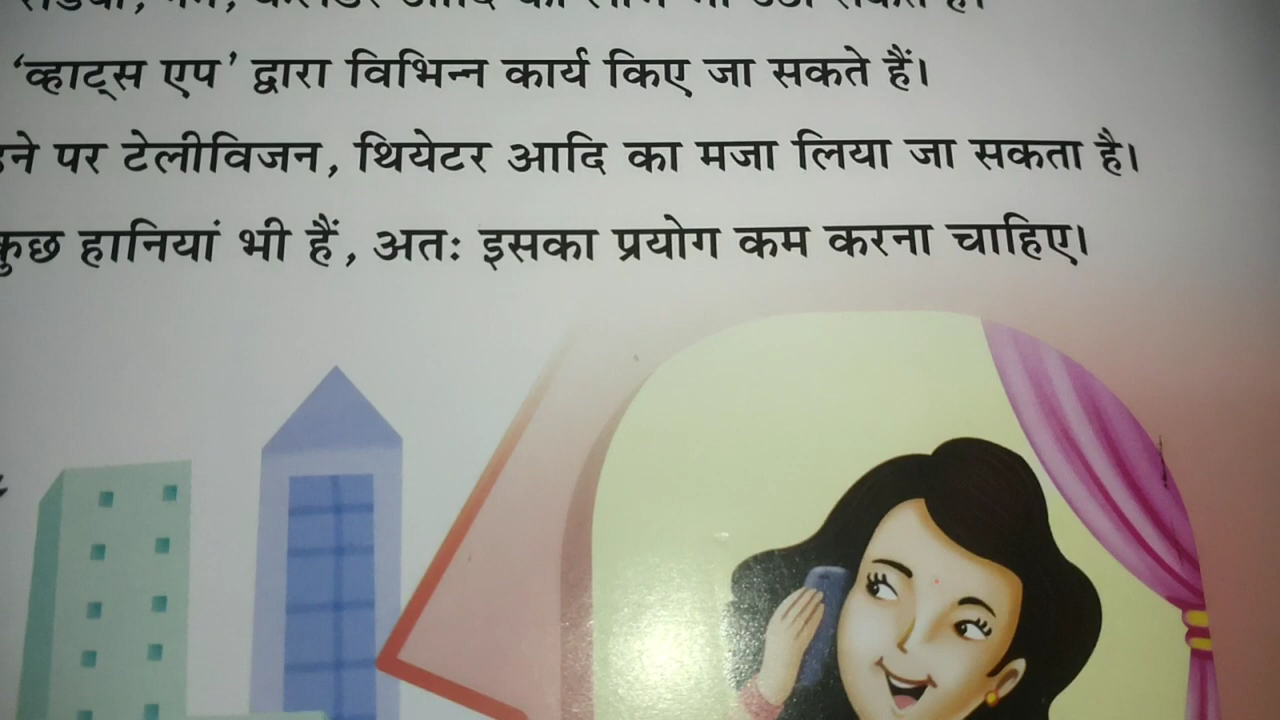 'व्हाट्स एप' द्वारा विभिन्न कार्य किए जा सकते हैं।
पर टेलीविजन, थियेटर आदि का मजा लिया जा सकता है।
कुछ हानियां भी हैं, अतः इसका प्रयोग कम करना चाहिए।